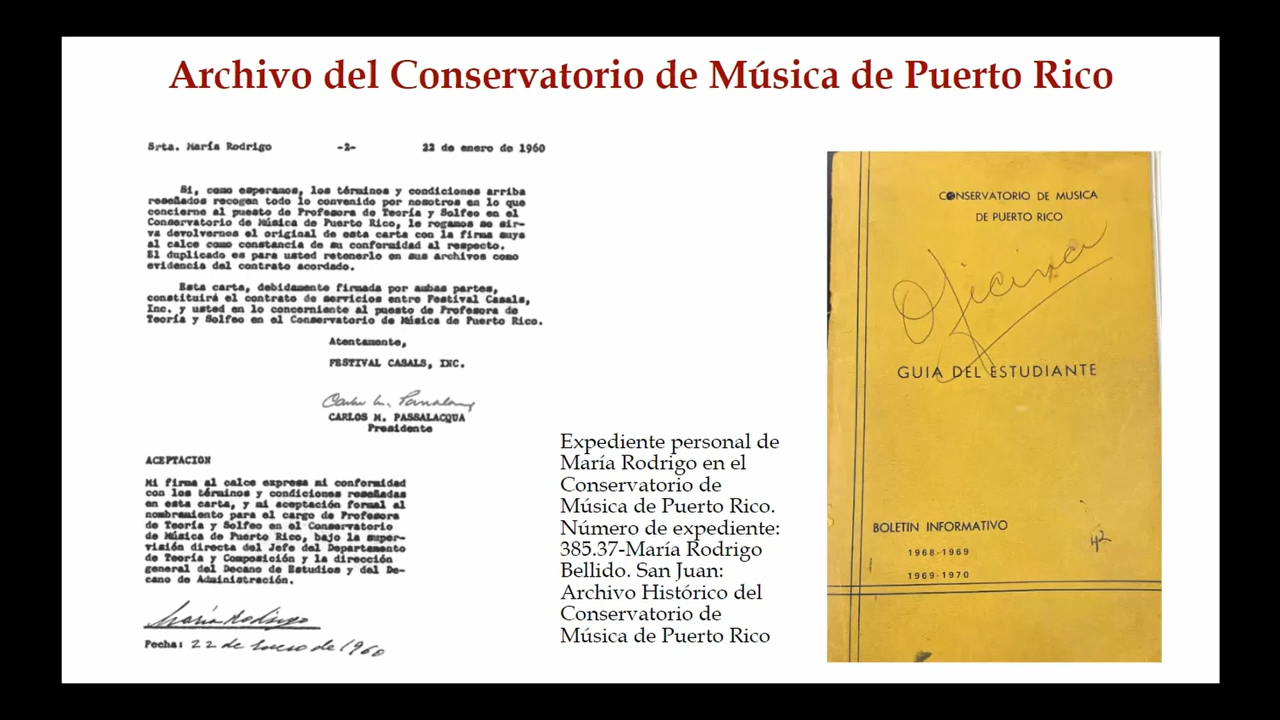 Archivo del Conservatorio de Música de Puerto Rico
Srta. María Rodrigo -2- 22 de enero de 1960
Si, como esperamos, los términos y condiciones arriba
reseñados recogen todo lo convenido por nosotros en lo que
concierne al puesto de Profesora de Teoría y Solfeo en el
Conservatorio de Música de Puerto Rico, le rogamos se sir-
va devolvernos el original de esta carta con la firma suya
al calce como constancia de su conformidad al respecto.
El duplicado es para usted retenerlo en sus archivos como
evidencia del contrato acordado.
Esta carta, debidamente firmada por ambas partes,
constituirá el contrato de servicios entre Festival Casals,
Inc. y usted en lo concerniente al puesto de Profesora de
Teoría y Solfeo en el Conservatorio de Música de Puerto Rico.
Atentamente,
FESTIVAL CASALS, INC.
Carlos M. Passalacqua
CARLOS M. PASSALACQUA
Presidente
ACEPTACION
Mi firma al calce expresa mi conformidad
con los términos y condiciones reseñadas
en esta carta, y mi aceptación formal al
nombramiento para el cargo de Profesora
de Teoría y Solfeo en el Conservatorio
de Música de Puerto Rico, bajo la super-
visión directa del Jefe del Departamento
de Teoría y Composición y la dirección
general del Decano de Estudios y del De-
cano de Administración.
María Rodrigo
Fecha: 22 de Enero de 1960
Expediente personal de
María Rodrigo en el
Conservatorio de
Música de Puerto Rico.
Número de expediente:
385.37-María Rodrigo
Bellido. San Juan:
Archivo Histórico del
Conservatorio de
Música de Puerto Rico
CONSERVATORIO DE MUSICA
DE PUERTO RICO
Oficina
GUIA DEL ESTUDIANTE
BOLETIN INFORMATIVO
1968-1969
1969-1970